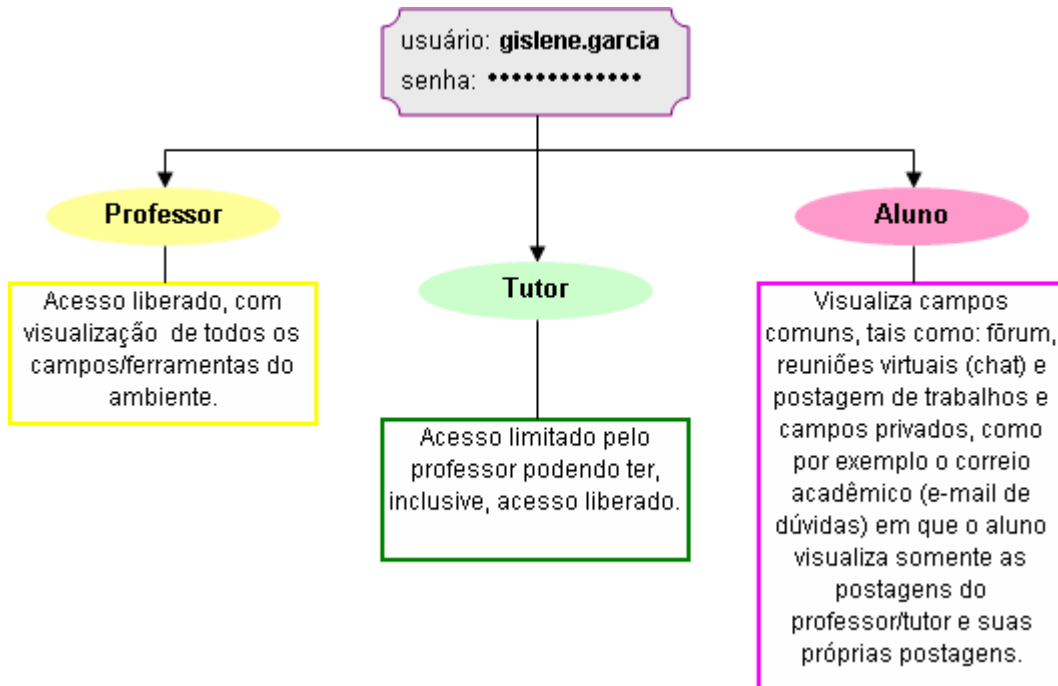 usuário: gislene.garcia
senha: •••••••••••••
Professor
Acesso liberado, com
visualização de todos os
campos/ferramentas do
ambiente.
Tutor
Acesso limitado pelo
professor podendo ter,
inclusive, acesso liberado.
Aluno
Visualiza campos
comuns, tais como: fõrum,
reuniões virtuais (chat) e
postagem de trabalhos e
campos privados, como
por exemplo o correio
acadêmico (e-mail de
dúvidas) em que o aluno
visualiza somente as
postagens do
professor/tutor e suas
próprias postagens.